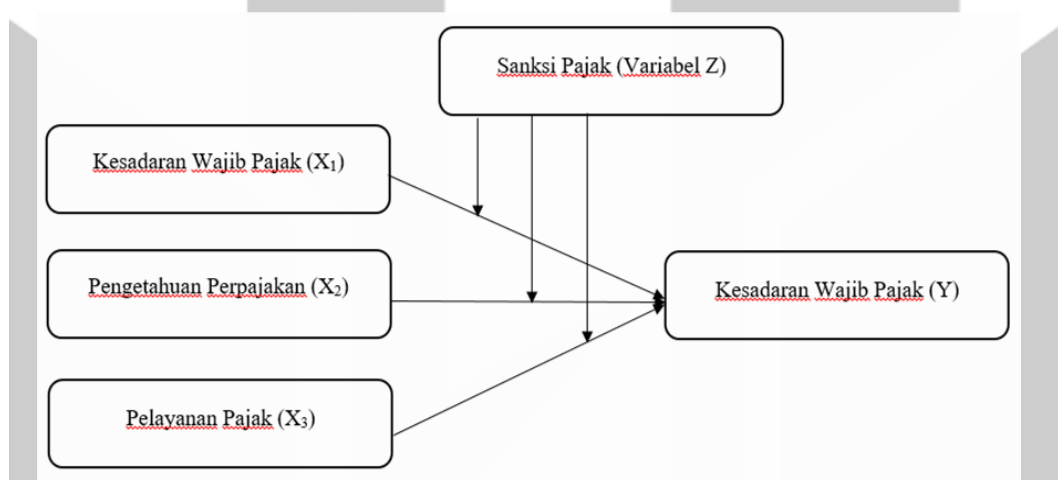 Sanksi Pajak (Variabel Z)
Kesadaran Wajib Pajak (X₁)
Pengetahuan Perpajakan (X₂)
Kesadaran Wajib Pajak (Y)
Pelayanan Pajak (X₃)